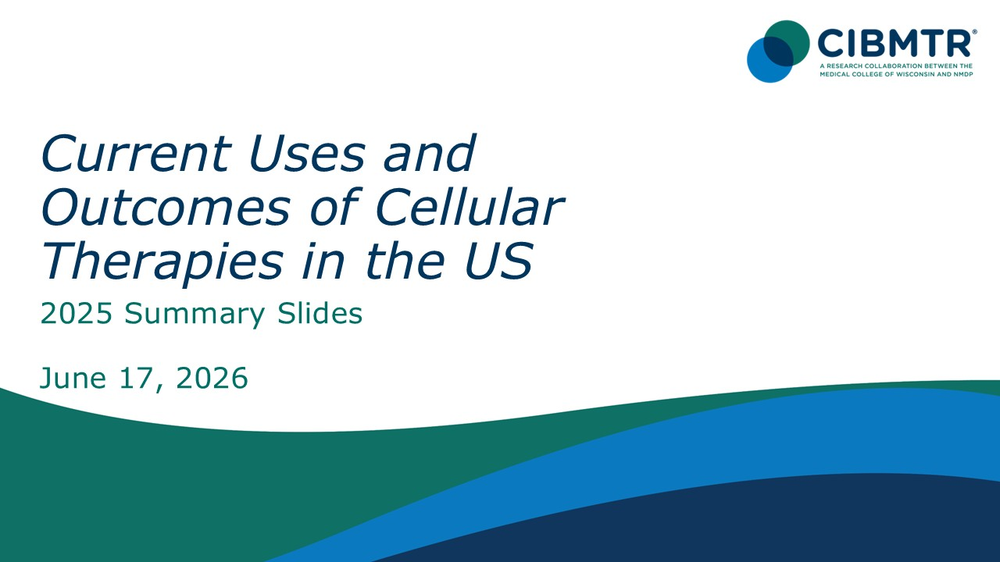 CIBMTR®
A RESEARCH COLLABORATION BETWEEN THE
MEDICAL COLLEGE OF WISCONSIN AND NMDP
Current Uses and
Outcomes of Cellular
Therapies in the US
2025 Summary Slides
June 17, 2026